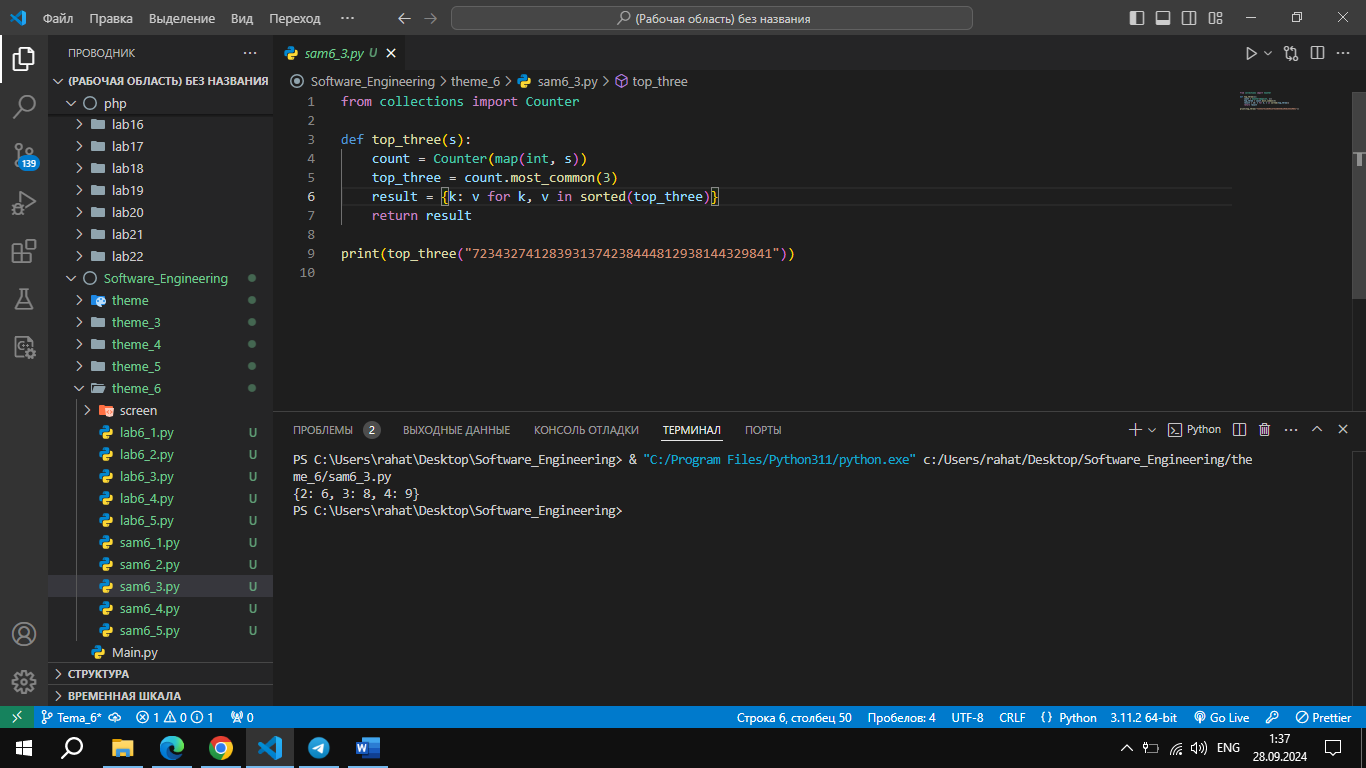 Файл Правка Выделение Вид Переход ··· (Рабочая область) без названия
ПРОВОДНИК ···
(РАБОЧАЯ ОБЛАСТЬ) БЕЗ НАЗВАНИЯ
php
lab16
lab17
lab18
lab19
lab20
lab21
lab22
Software_Engineering
theme
theme_3
theme_4
theme_5
theme_6
screen
lab6_1.py U
lab6_2.py U
lab6_3.py U
lab6_4.py U
lab6_5.py U
sam6_1.py U
sam6_2.py U
sam6_3.py U
sam6_4.py U
sam6_5.py U
Main.py
СТРУКТУРА
ВРЕМЕННАЯ ШКАЛА
139
sam6_3.py U
Software_Engineering > theme_6 > sam6_3.py > top_three
1 from collections import Counter
2
3 def top_three(s):
4 count = Counter(map(int, s))
5 top_three = count.most_common(3)
6 result = {k: v for k, v in sorted(top_three)}
7 return result
8
9 print(top_three("723432741283931374238444812938144329841"))
10
ПРОБЛЕМЫ 2 ВЫХОДНЫЕ ДАННЫЕ КОНСОЛЬ ОТЛАДКИ ТЕРМИНАЛ ПОРТЫ Python
PS C:\Users\rahat\Desktop\Software_Engineering> & "C:/Program Files/Python311/python.exe" c:/Users/rahat/Desktop/Software_Engineering/the
me_6/sam6_3.py
{2: 6, 3: 8, 4: 9}
PS C:\Users\rahat\Desktop\Software_Engineering>
Tema_6* 1 0 1 0 Строка 6, столбец 50 Пробелов: 4 UTF-8 CRLF Python 3.11.2 64-bit Go Live Prettier
ENG 1:37
28.09.2024